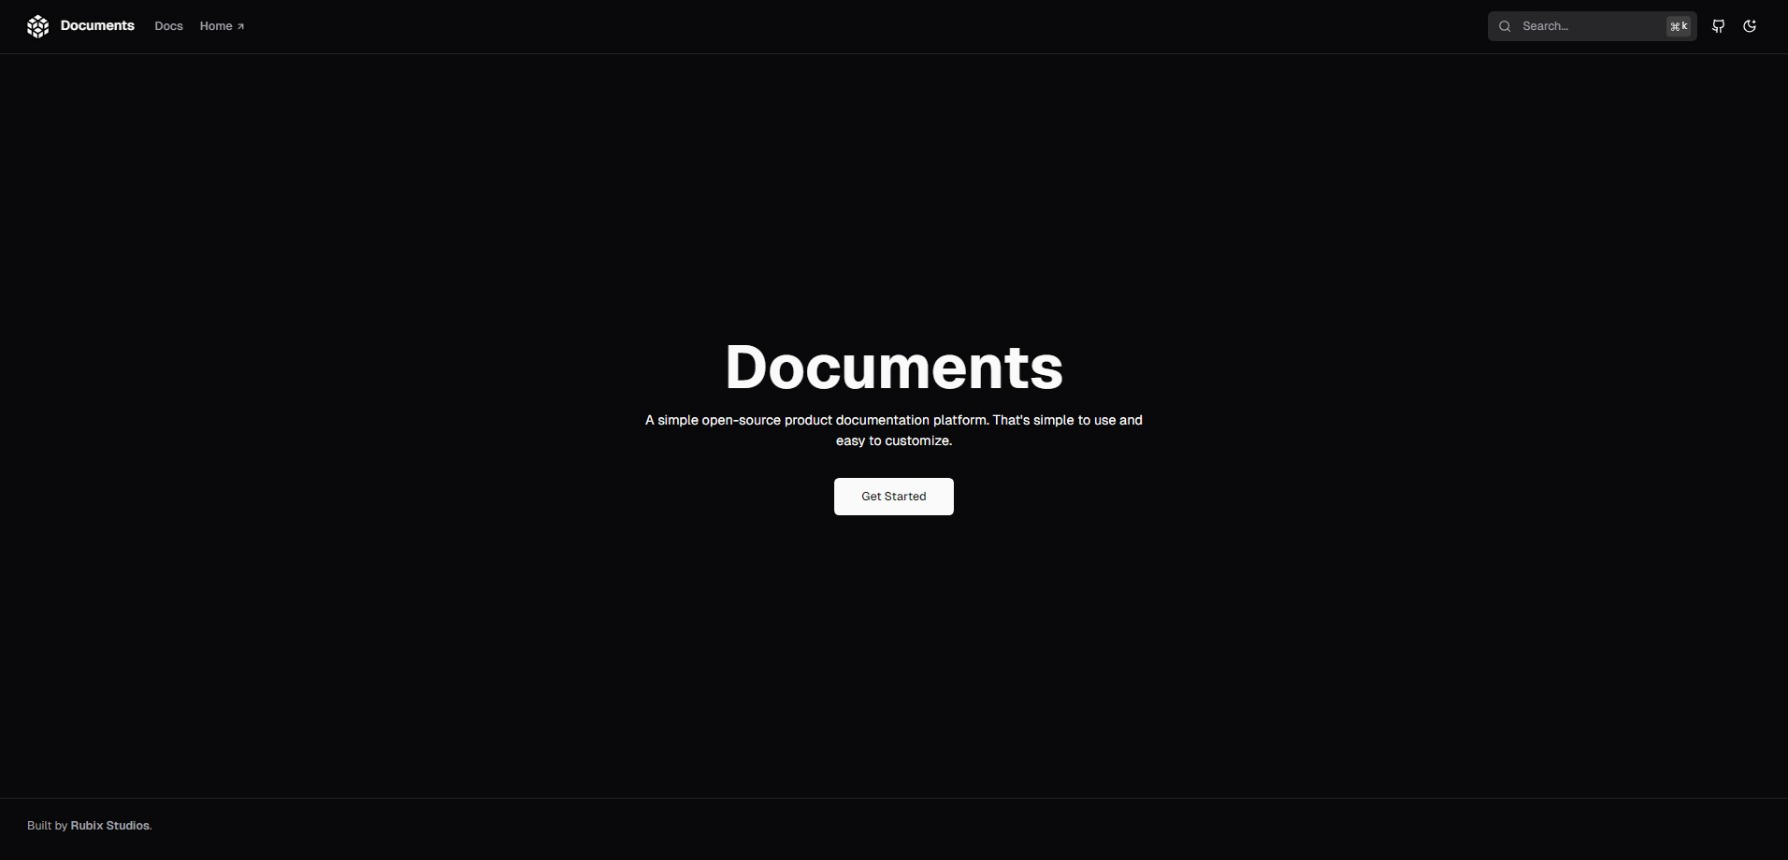 Documents
Docs
Home ↗
Search...
⌘k
Documents
A simple open-source product documentation platform. That's simple to use and
easy to customize.
Get Started
Built by Rubix Studios.